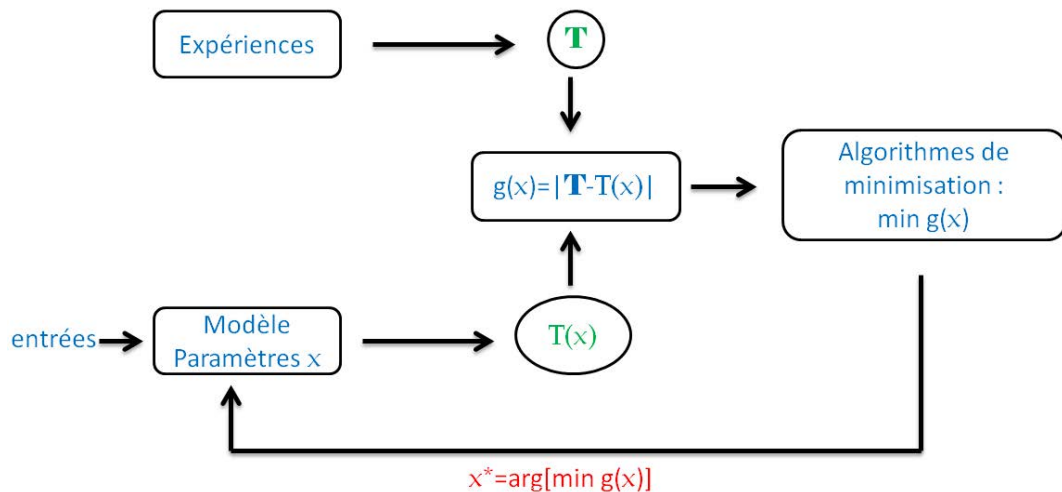 Expériences
T
g(x)=|T-T(x)|
Algorithmes de
minimisation :
min g(x)
entrées
Modèle
Paramètres x
T(x)
x*=arg[min g(x)]